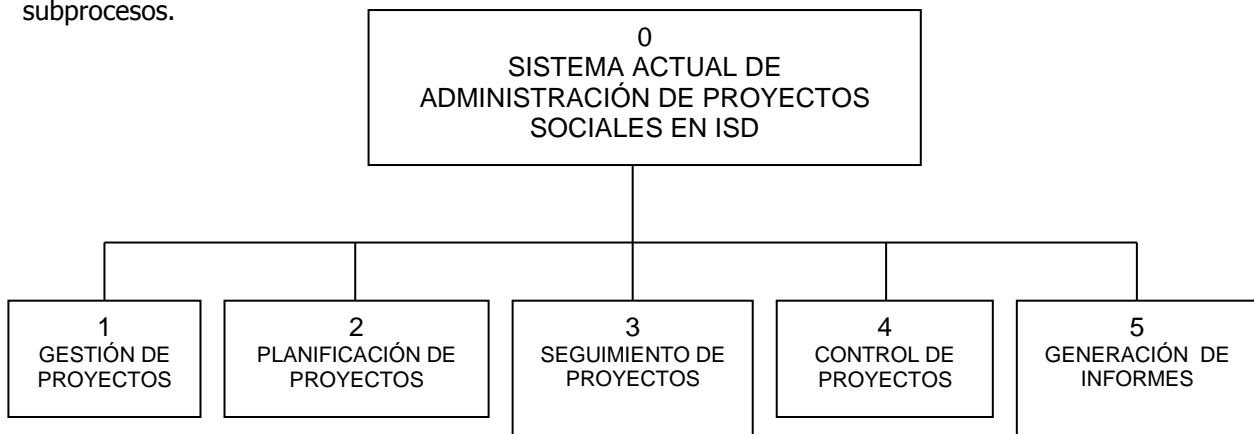 subprocesos.
0
SISTEMA ACTUAL DE
ADMINISTRACIÓN DE PROYECTOS
SOCIALES EN ISD
1
GESTIÓN DE
PROYECTOS
2
PLANIFICACIÓN DE
PROYECTOS
3
SEGUIMIENTO DE
PROYECTOS
4
CONTROL DE
PROYECTOS
5
GENERACIÓN DE
INFORMES